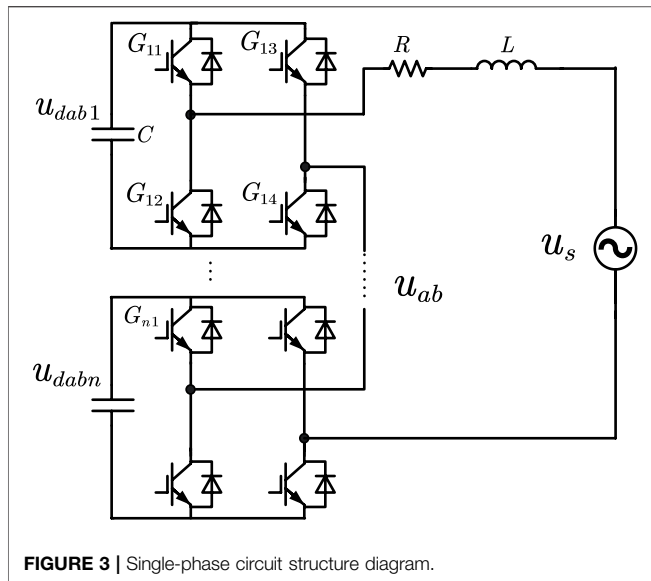 G11
G13
R
L
udab1
C
G12
G14
us
uab
Gn1
udabn
FIGURE 3 | Single-phase circuit structure diagram.